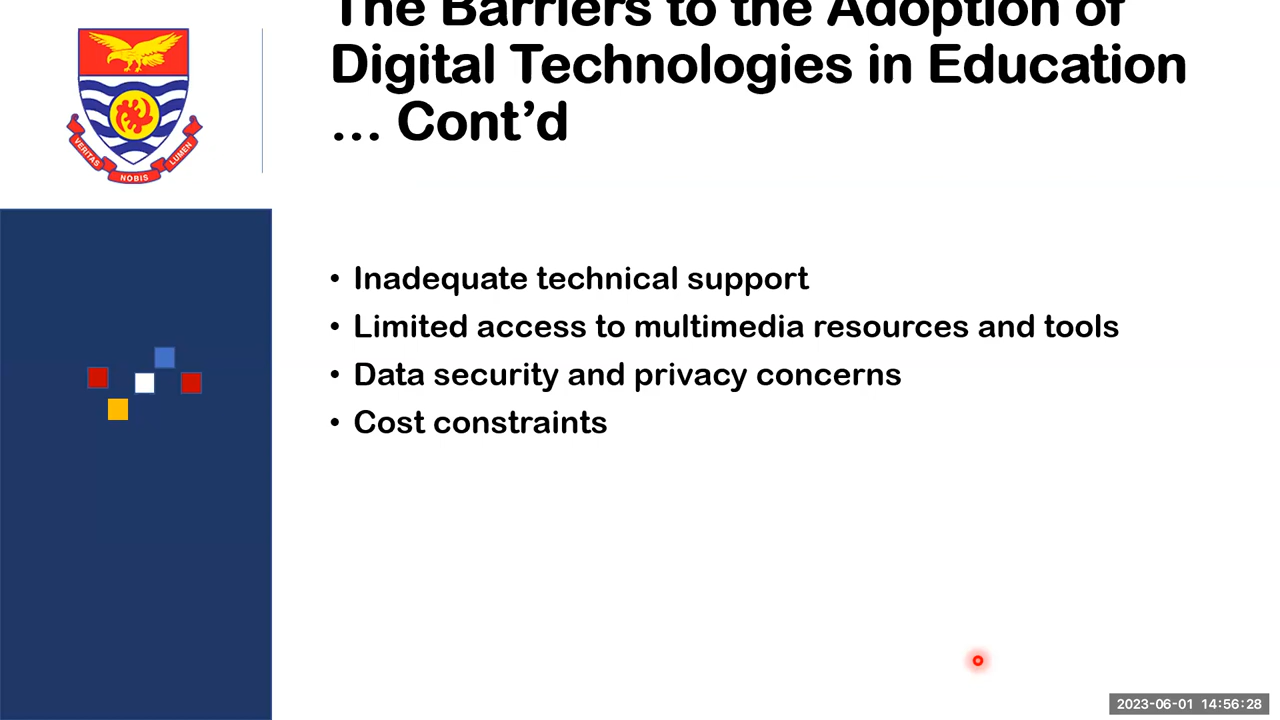 The Barriers to the Adoption of
Digital Technologies in Education
... Cont’d
VERITAS
NOBIS
LUMEN
• Inadequate technical support
• Limited access to multimedia resources and tools
• Data security and privacy concerns
• Cost constraints
2023-06-01 14:56:28